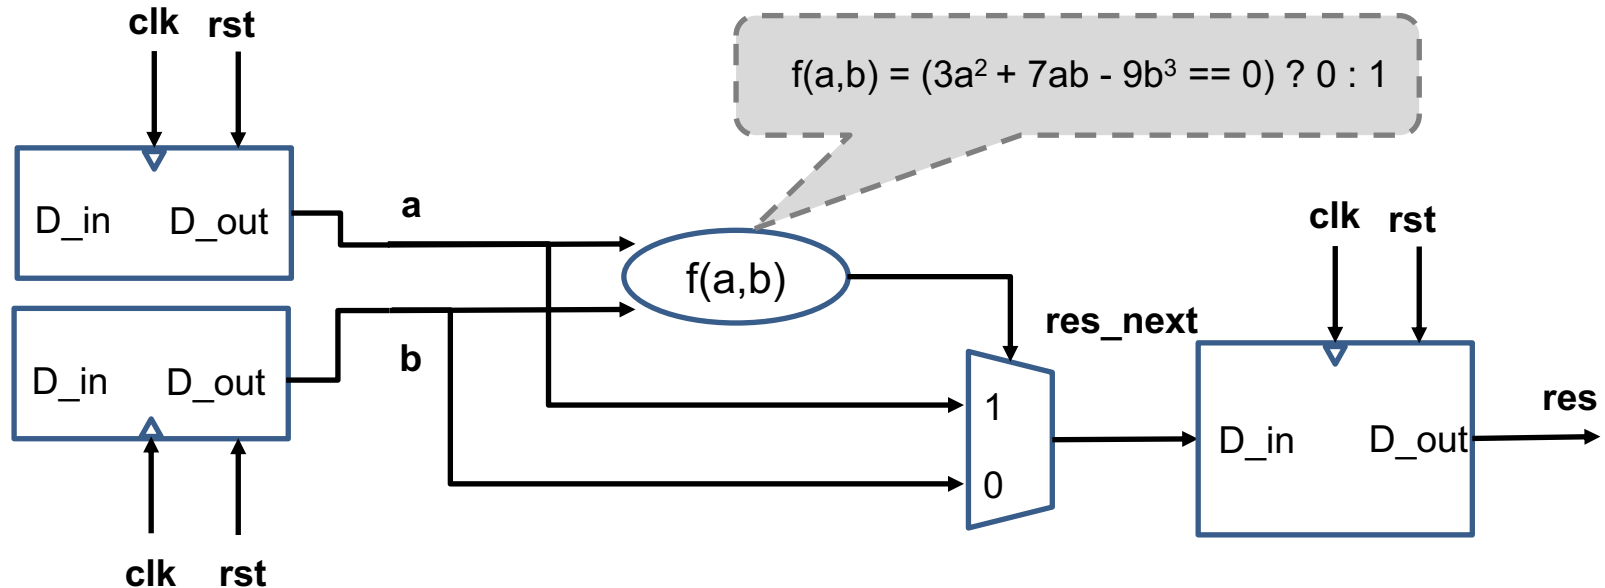 clk rst
f(a,b) = (3a² + 7ab - 9b³ == 0) ? 0 : 1
D_in D_out
a
clk rst
f(a,b)
D_in D_out
b
res_next
1
0
D_in D_out
res
clk rst